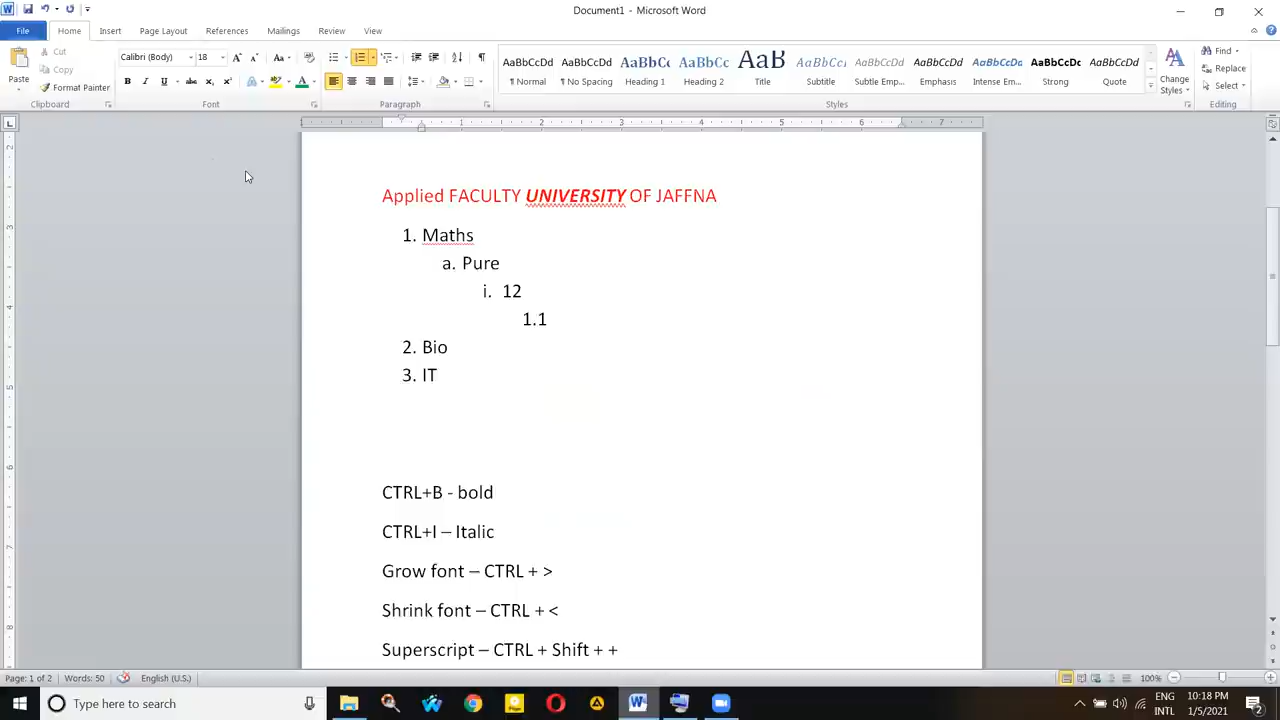 Document1 - Microsoft Word
File Home Insert Page Layout References Mailings Review View
Paste
Cut
Copy
Format Painter
Clipboard
Calibri (Body) 18
Font
Paragraph
AaBbCcDd AaBbCcDd AaBbC AaBbCc AaB AaBbCcI AaBbCcDd AaBbCcDd AaBbCcDd AaBbCcDc AaBbCcDd
¶ Normal ¶ No Spacing Heading 1 Heading 2 Title Subtitle Subtle Emp... Emphasis Intense Em... Strong Quote
Styles
Change Styles
Find
Replace
Select
Editing
Applied FACULTY UNIVERSITY OF JAFFNA
1. Maths
a. Pure
i. 12
1.1
2. Bio
3. IT
CTRL+B - bold
CTRL+I – Italic
Grow font – CTRL + >
Shrink font – CTRL + <
Superscript – CTRL + Shift + +
Page: 1 of 2 Words: 50 English (U.S.) 100%
Type here to search
ENG
INTL
10:18 PM
1/5/2021
2